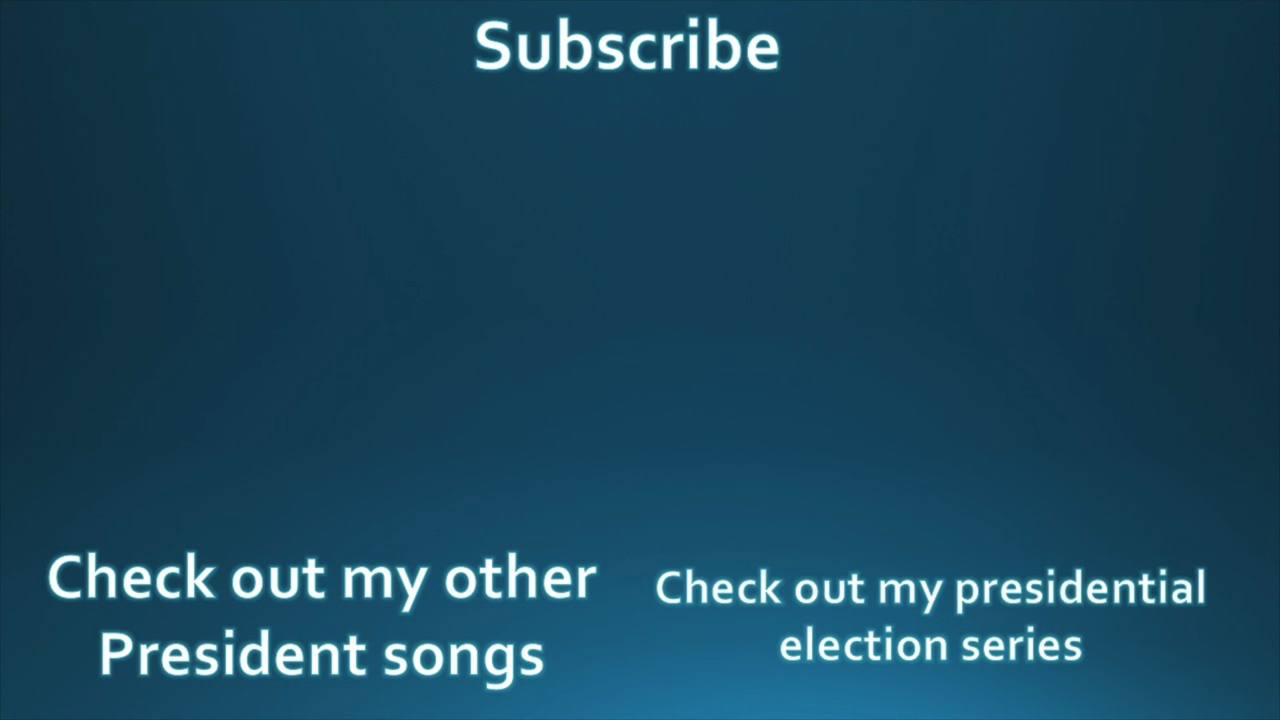 Subscribe
Check out my other
President songs
Check out my presidential
election series